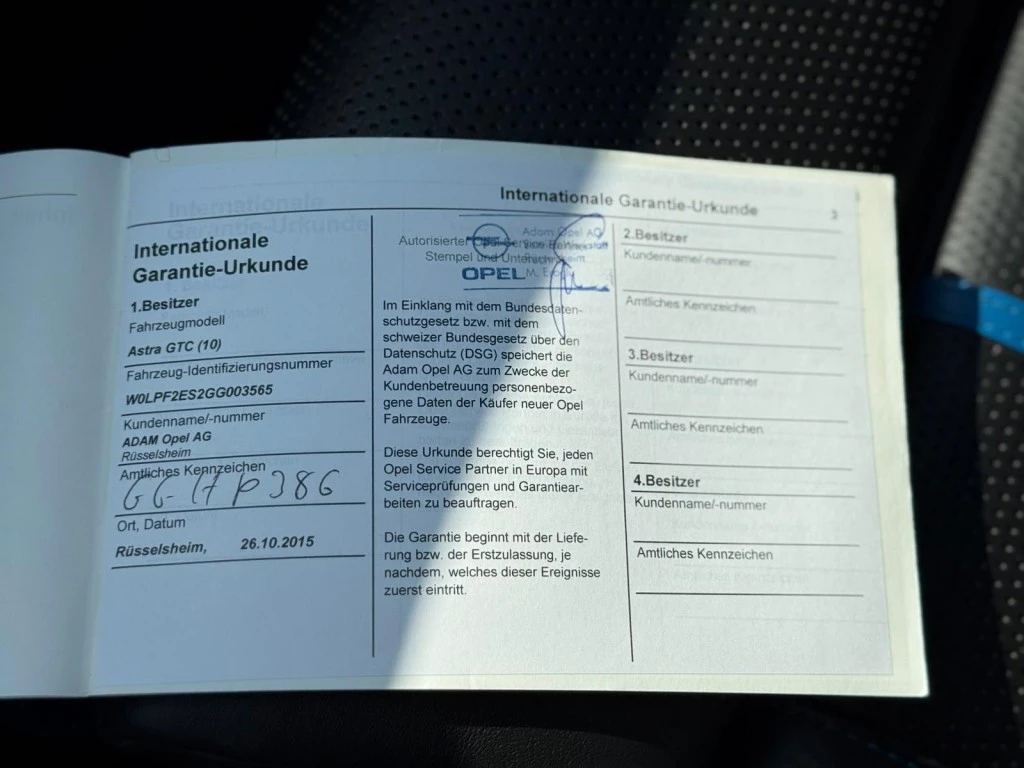 Internationale Garantie-Urkunde
3
Internationale
Garantie-Urkunde
1.Besitzer
Fahrzeugmodell
Astra GTC (10)
Fahrzeug-Identifizierungsnummer
W0LPF2ES2GG003565
Kundenname/-nummer
ADAM Opel AG
Rüsselsheim
Amtliches Kennzeichen
GG-
386
Ort, Datum
Rüsselsheim, 26.10.2015
Adam Opel AG
Autorisierter Opel Service
Stempel und Unterschrift
OPEL
Im Einklang mit dem Bundesdaten-
schutzgesetz bzw. mit dem
schweizer Bundesgesetz über den
Datenschutz (DSG) speichert die
Adam Opel AG zum Zwecke der
Kundenbetreuung personenbezo-
gene Daten der Käufer neuer Opel
Fahrzeuge.
Diese Urkunde berechtigt Sie, jeden
Opel Service Partner in Europa mit
Serviceprüfungen und Garantiear-
beiten zu beauftragen.
Die Garantie beginnt mit der Liefe-
rung bzw. der Erstzulassung, je
nachdem, welches dieser Ereignisse
zuerst eintritt.
2.Besitzer
Kundenname/-nummer
Amtliches Kennzeichen
3.Besitzer
Kundenname/-nummer
Amtliches Kennzeichen
4.Besitzer
Kundenname/-nummer
Amtliches Kennzeichen